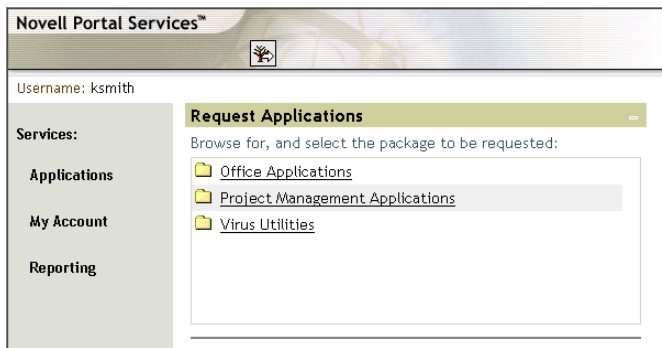 Novell Portal Services™
Username: ksmith
Services:
Applications
My Account
Reporting
Request Applications
Browse for, and select the package to be requested:
Office Applications
Project Management Applications
Virus Utilities